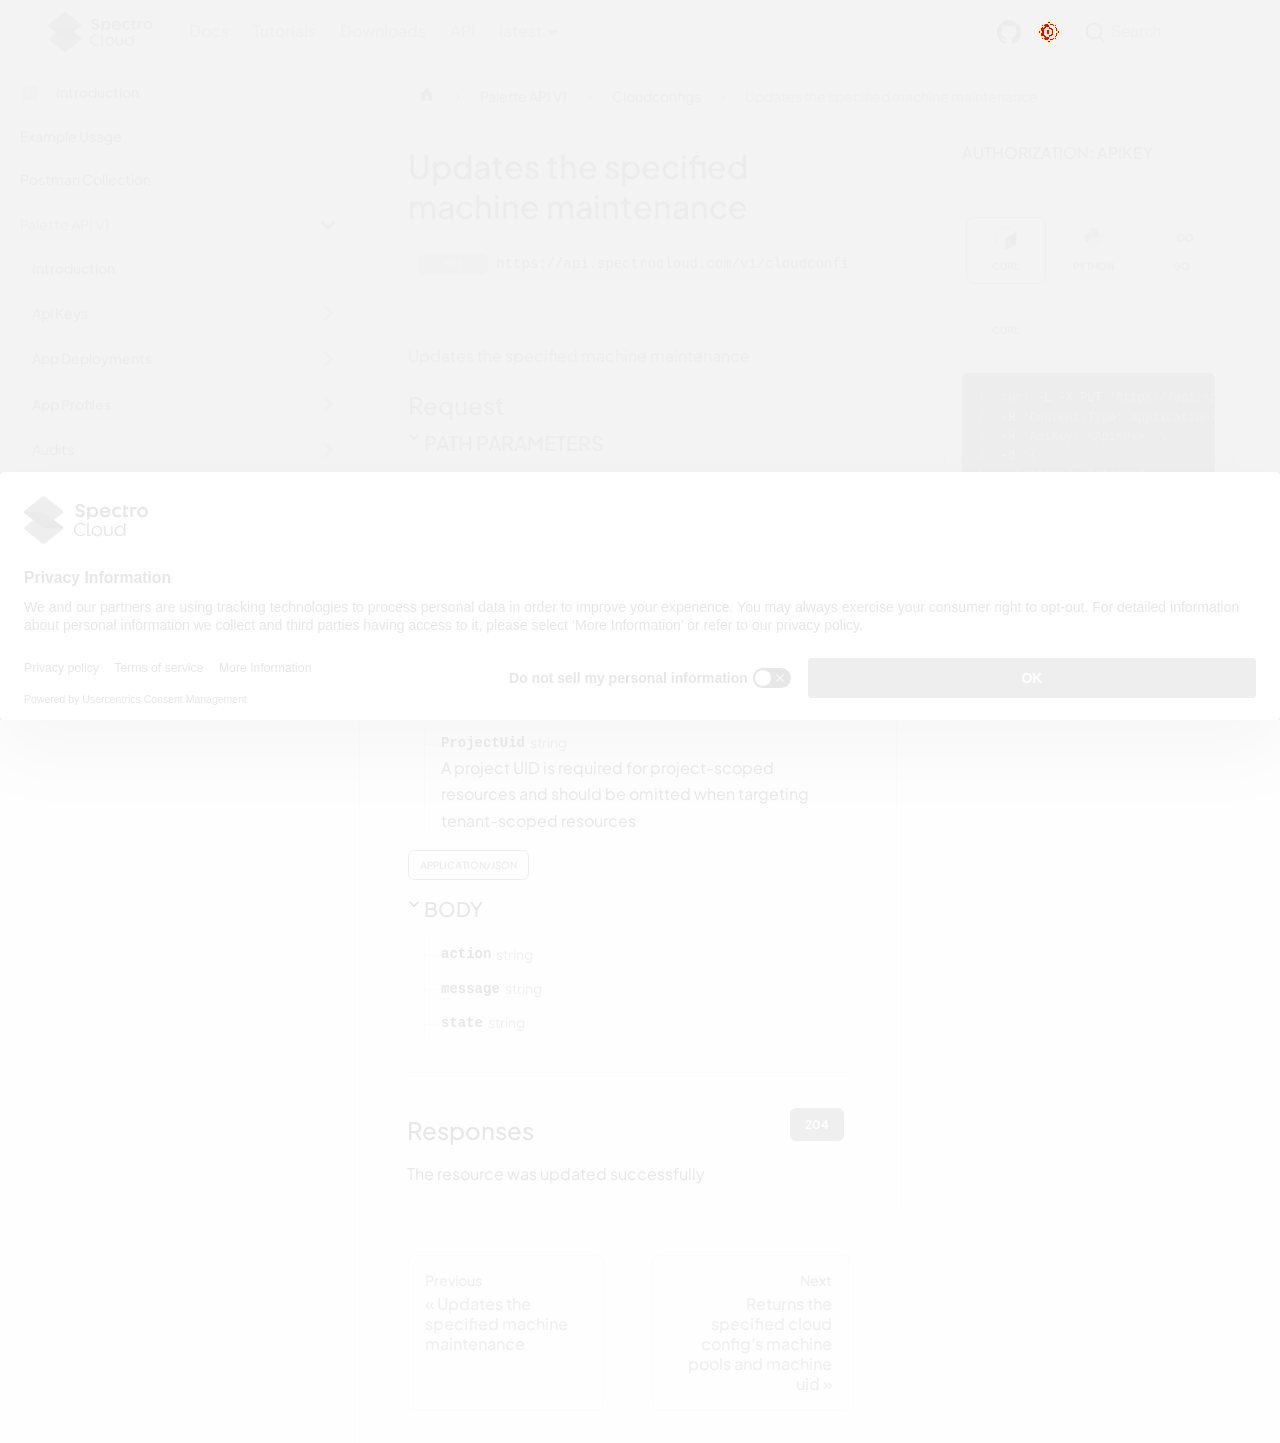 Spectro Cloud
Docs Tutorials Downloads API latest
Search
Introduction
Example Usage
Postman Collection
Palette API V1
Introduction
Api Keys
App Deployments
App Profiles
Audits
Palette API V1 Cloudconfigs Updates the specified machine maintenance
Updates the specified
machine maintenance
https://api.spectrocloud.com/v1/cloudconfi
Updates the specified machine maintenance
Request
PATH PARAMETERS
AUTHORIZATION: APIKEY
CURL PYTHON GO
CURL
Spectro
Cloud
Privacy Information
We and our partners are using tracking technologies to process personal data in order to improve your experience. You may always exercise your consumer right to opt-out. For detailed information
about personal information we collect and third parties having access to it, please select 'More Information' or refer to our privacy policy.
Privacy policy Terms of service More Information
Powered by Usercentrics Consent Management
Do not sell my personal information
OK
ProjectUid string
A project UID is required for project-scoped
resources and should be omitted when targeting
tenant-scoped resources
APPLICATION/JSON
BODY
action string
message string
state string
Responses
204
The resource was updated successfully
Previous
« Updates the
specified machine
maintenance
Next
Returns the
specified cloud
config's machine
pools and machine
uid »